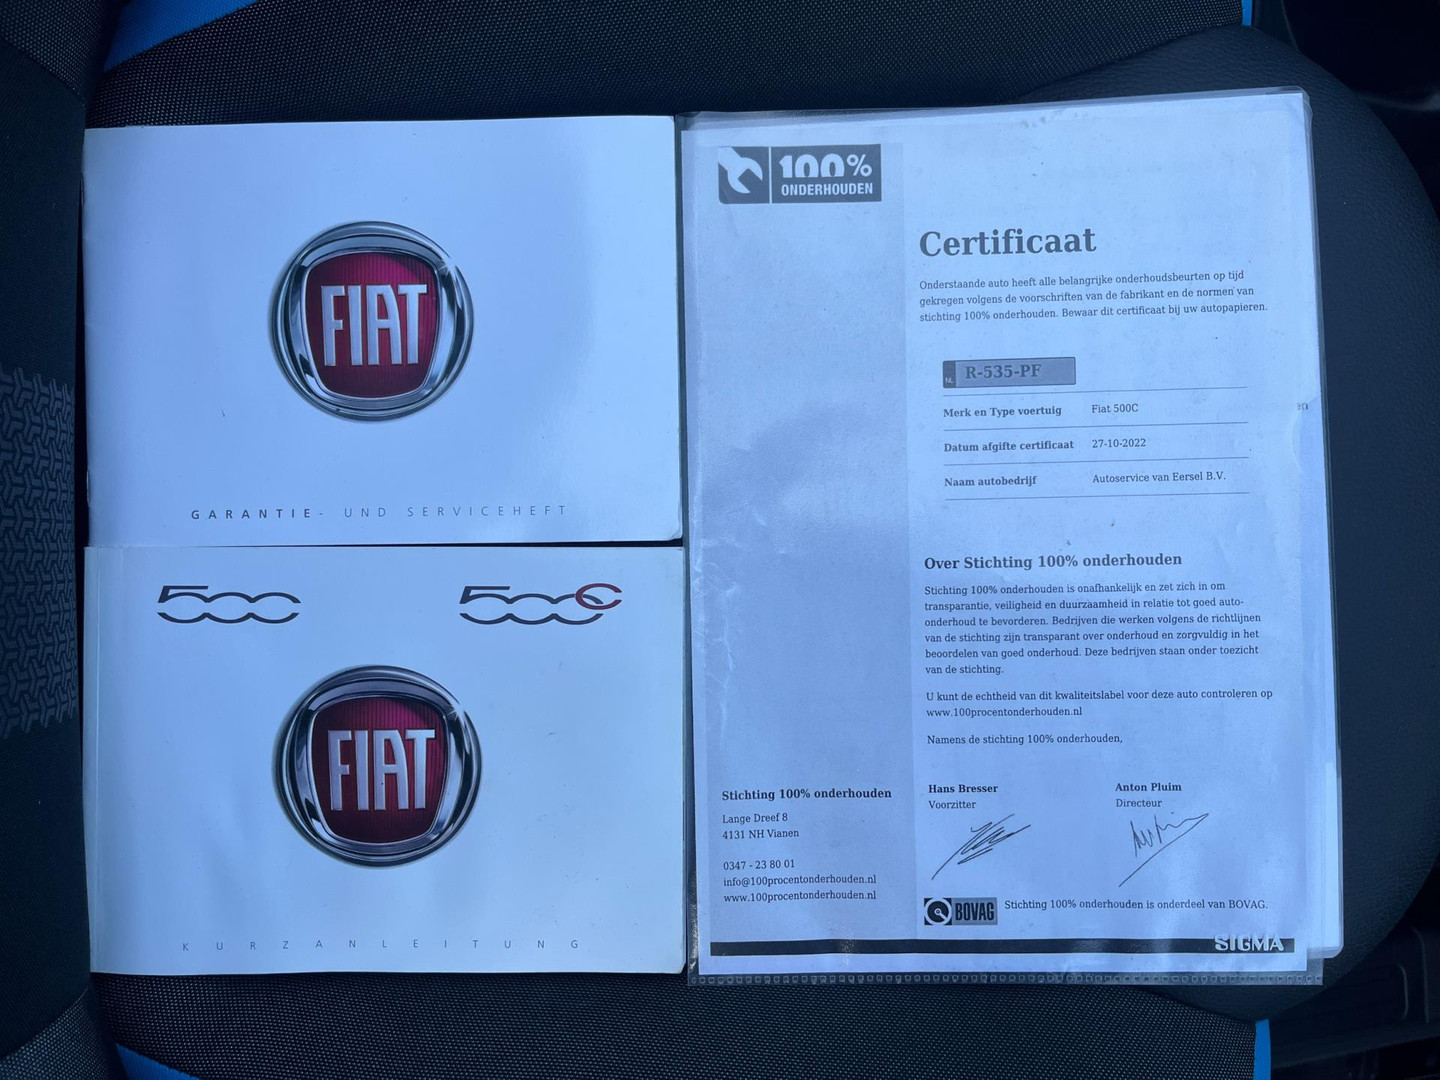 FIAT
GARANTIE- UND SERVICEHEFT
500 500C
FIAT
KURZANLEITUNG
100%
ONDERHOUDEN
Certificaat
Onderstaande auto heeft alle belangrijke onderhoudsbeurten op tijd
gekregen volgens de voorschriften van de fabrikant en de normen van
stichting 100% onderhouden. Bewaar dit certificaat bij uw autopapieren.
NL R-535-PF
Merk en Type voertuig Fiat 500C
Datum afgifte certificaat 27-10-2022
Naam autobedrijf Autoservice van Eersel B.V.
Over Stichting 100% onderhouden
Stichting 100% onderhouden is onafhankelijk en zet zich in om
transparantie, veiligheid en duurzaamheid in relatie tot goed auto-
onderhoud te bevorderen. Bedrijven die werken volgens de richtlijnen
van de stichting zijn transparant over onderhoud en zorgvuldig in het
beoordelen van goed onderhoud. Deze bedrijven staan onder toezicht
van de stichting.
U kunt de echtheid van dit kwaliteitslabel voor deze auto controleren op
www.100procentonderhouden.nl
Namens de stichting 100% onderhouden,
Hans Bresser Anton Pluim
Voorzitter Directeur
Stichting 100% onderhouden
Lange Dreef 8
4131 NH Vianen
0347 - 23 80 01
info@100procentonderhouden.nl
www.100procentonderhouden.nl
BOVAG Stichting 100% onderhouden is onderdeel van BOVAG.
SIGMA